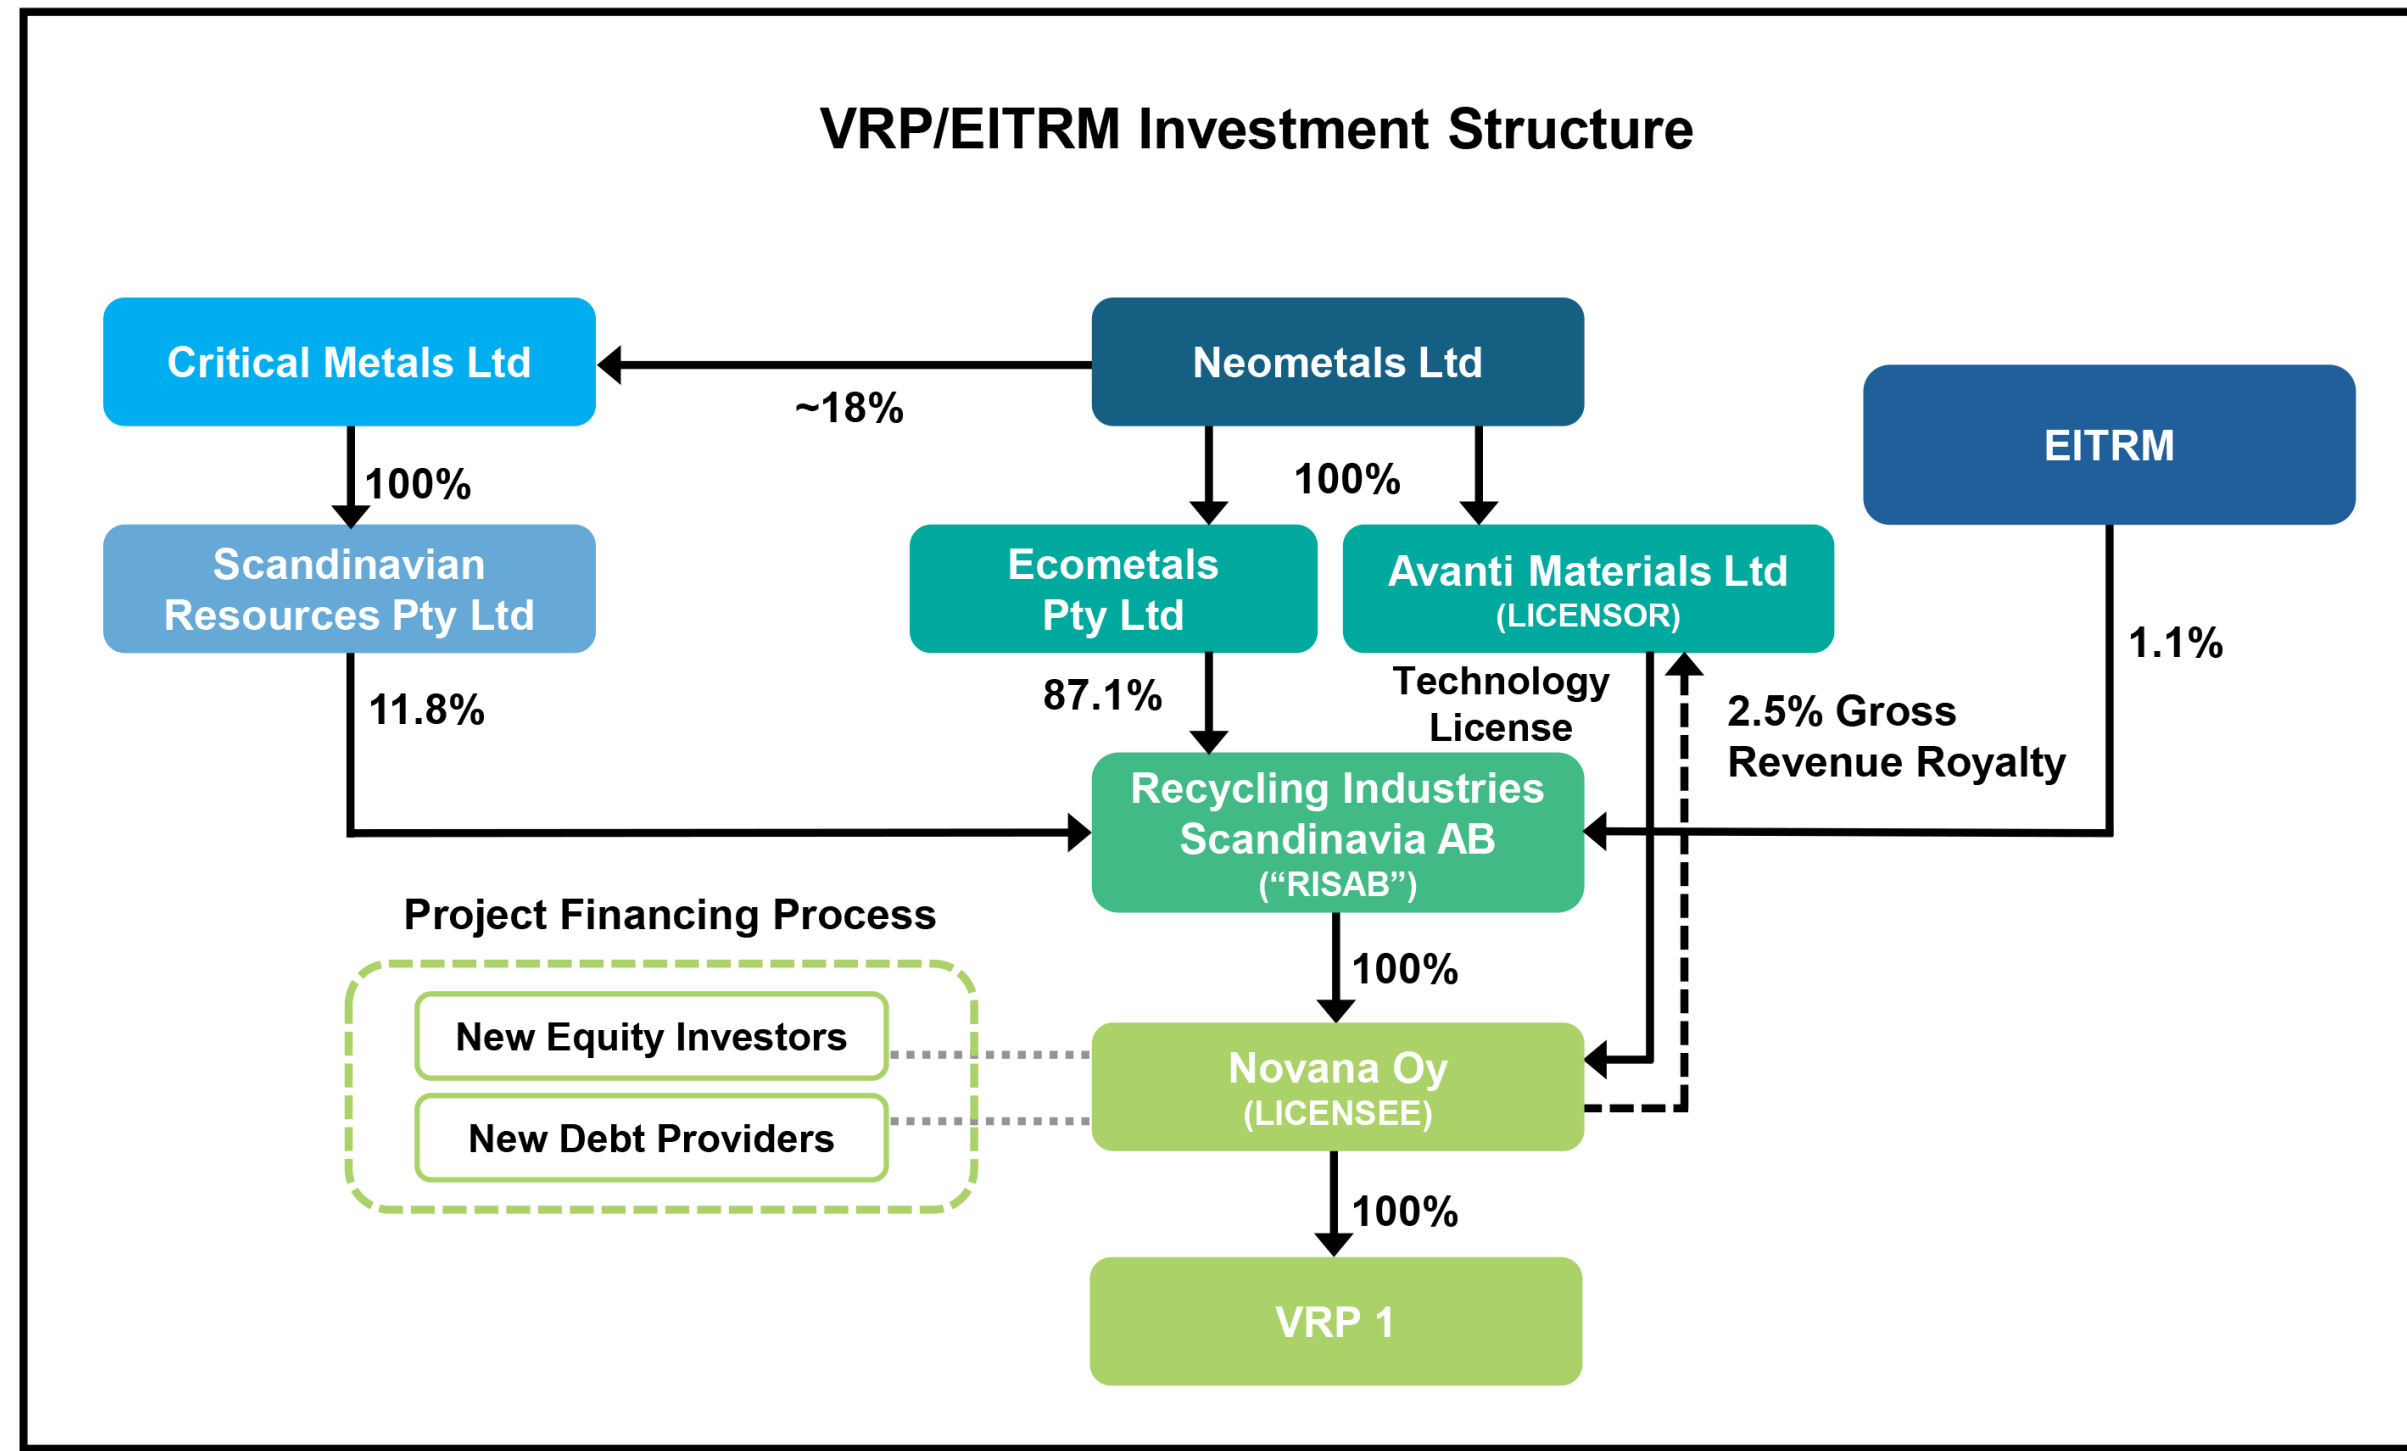 VRP/EITRM Investment Structure
Critical Metals Ltd
Neometals Ltd
~18%
EITRM
100%
100%
Scandinavian
Resources Pty Ltd
Ecometals
Pty Ltd
Avanti Materials Ltd
(LICENSOR)
1.1%
11.8%
87.1%
Technology
License
2.5% Gross
Revenue Royalty
Recycling Industries
Scandinavia AB
(“RISAB”)
Project Financing Process
100%
New Equity Investors
New Debt Providers
Novana Oy
(LICENSEE)
100%
VRP 1